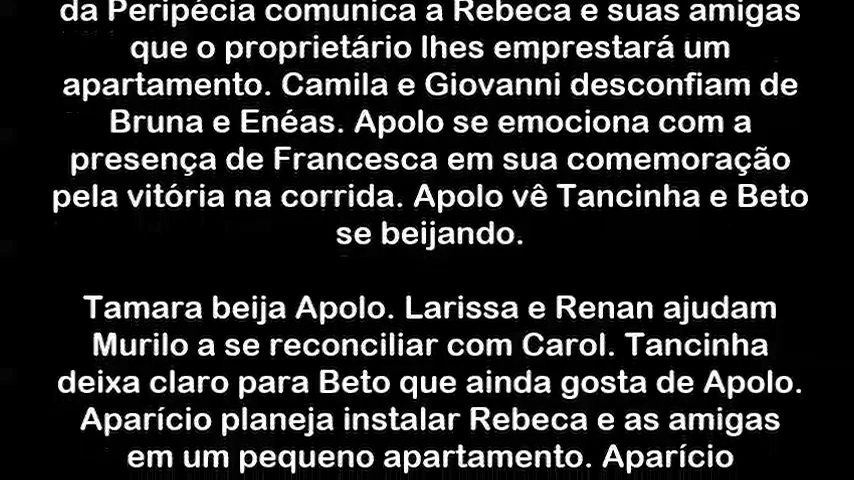 da Peripécia comunica a Rebeca e suas amigas
que o proprietário lhes emprestará um
apartamento. Camila e Giovanni desconfiam de
Bruna e Enéas. Apolo se emociona com a
presença de Francesca em sua comemoração
pela vitória na corrida. Apolo vê Tancinha e Beto
se beijando.
Tamara beija Apolo. Larissa e Renan ajudam
Murilo a se reconciliar com Carol. Tancinha
deixa claro para Beto que ainda gosta de Apolo.
Aparício planeja instalar Rebeca e as amigas
em um pequeno apartamento. Aparício